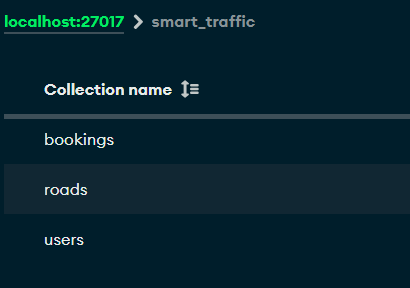 localhost:27017 > smart_traffic
Collection name
bookings
roads
users